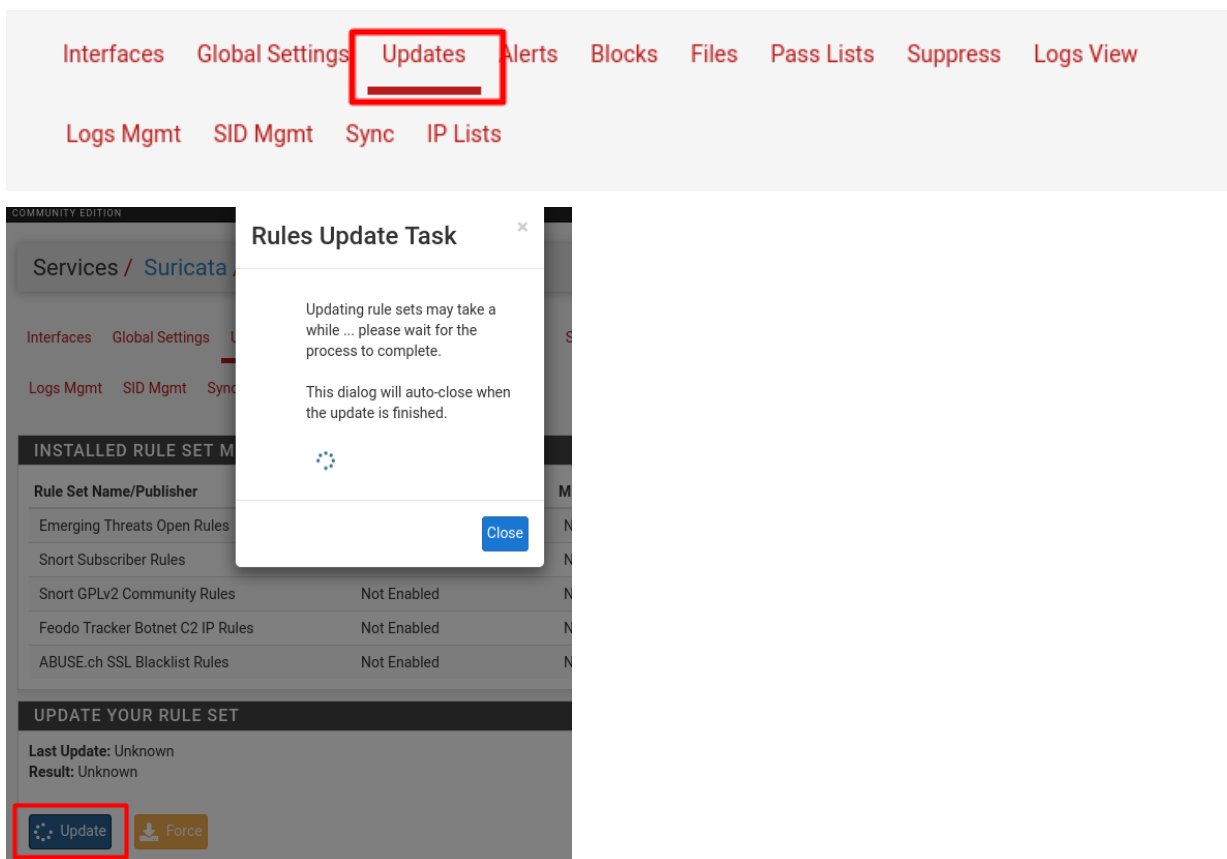 Interfaces Global Settings Updates Alerts Blocks Files Pass Lists Suppress Logs View
Logs Mgmt SID Mgmt Sync IP Lists
COMMUNITY EDITION
Rules Update Task ×
Services / Suricata /
Updating rule sets may take a
while ... please wait for the
process to complete.
Interfaces Global Settings
This dialog will auto-close when
the update is finished.
Logs Mgmt SID Mgmt Sync
INSTALLED RULE SET M
Rule Set Name/Publisher M
Emerging Threats Open Rules N
Close
Snort Subscriber Rules N
Snort GPLv2 Community Rules Not Enabled N
Feodo Tracker Botnet C2 IP Rules Not Enabled N
ABUSE.ch SSL Blacklist Rules Not Enabled N
UPDATE YOUR RULE SET
Last Update: Unknown
Result: Unknown
Update Force